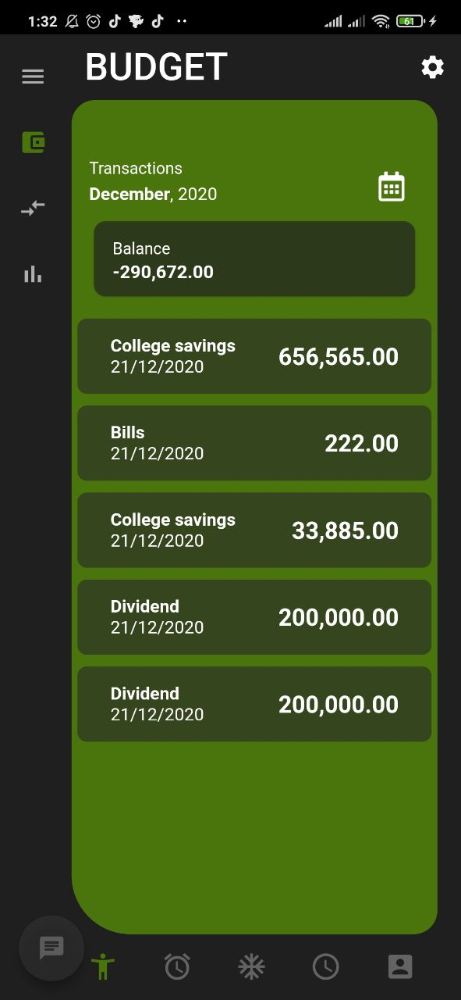 1:32
61
BUDGET
Transactions
December, 2020
Balance
-290,672.00
College savings
656,565.00
21/12/2020
Bills
222.00
21/12/2020
College savings
33,885.00
21/12/2020
Dividend
200,000.00
21/12/2020
Dividend
200,000.00
21/12/2020